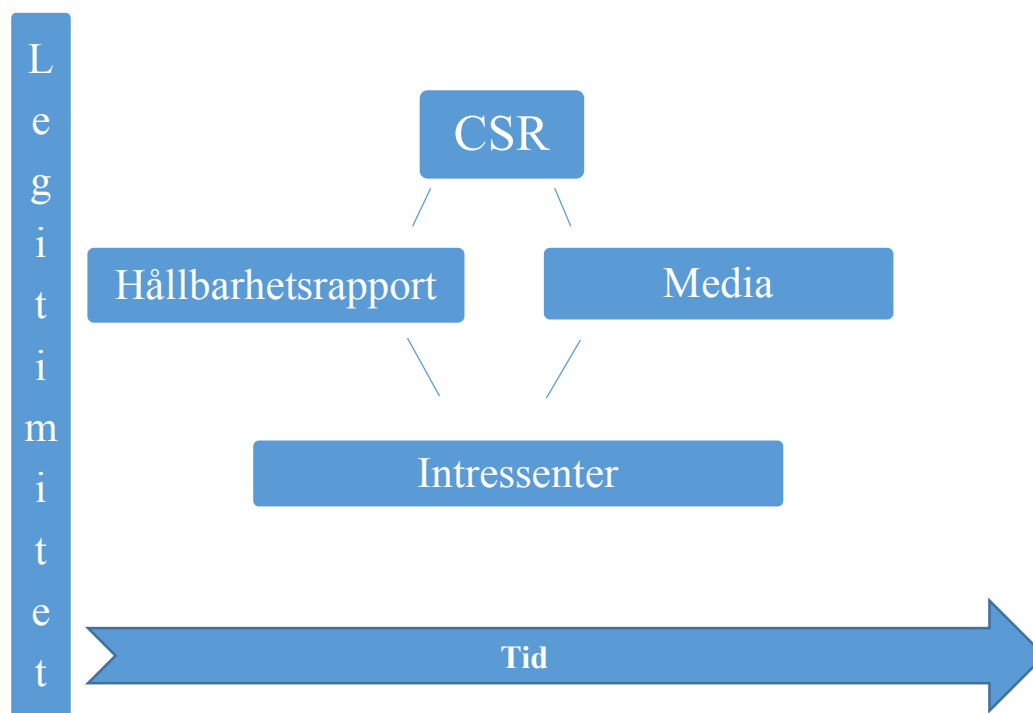 Legitimitet
CSR
Hållbarhetsrapport
Media
Intressenter
Tid